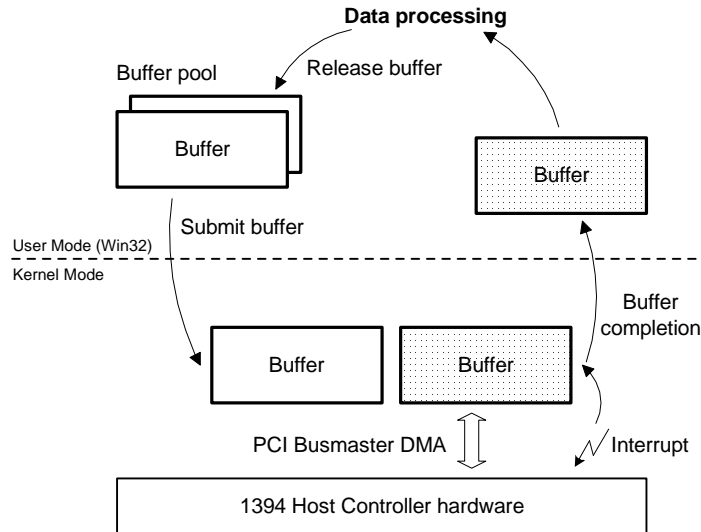 Data processing
Release buffer
Buffer pool
Buffer
Buffer
Submit buffer
User Mode (Win32)
Kernel Mode
Buffer
completion
Buffer
Buffer
PCI Busmaster DMA
Interrupt
1394 Host Controller hardware